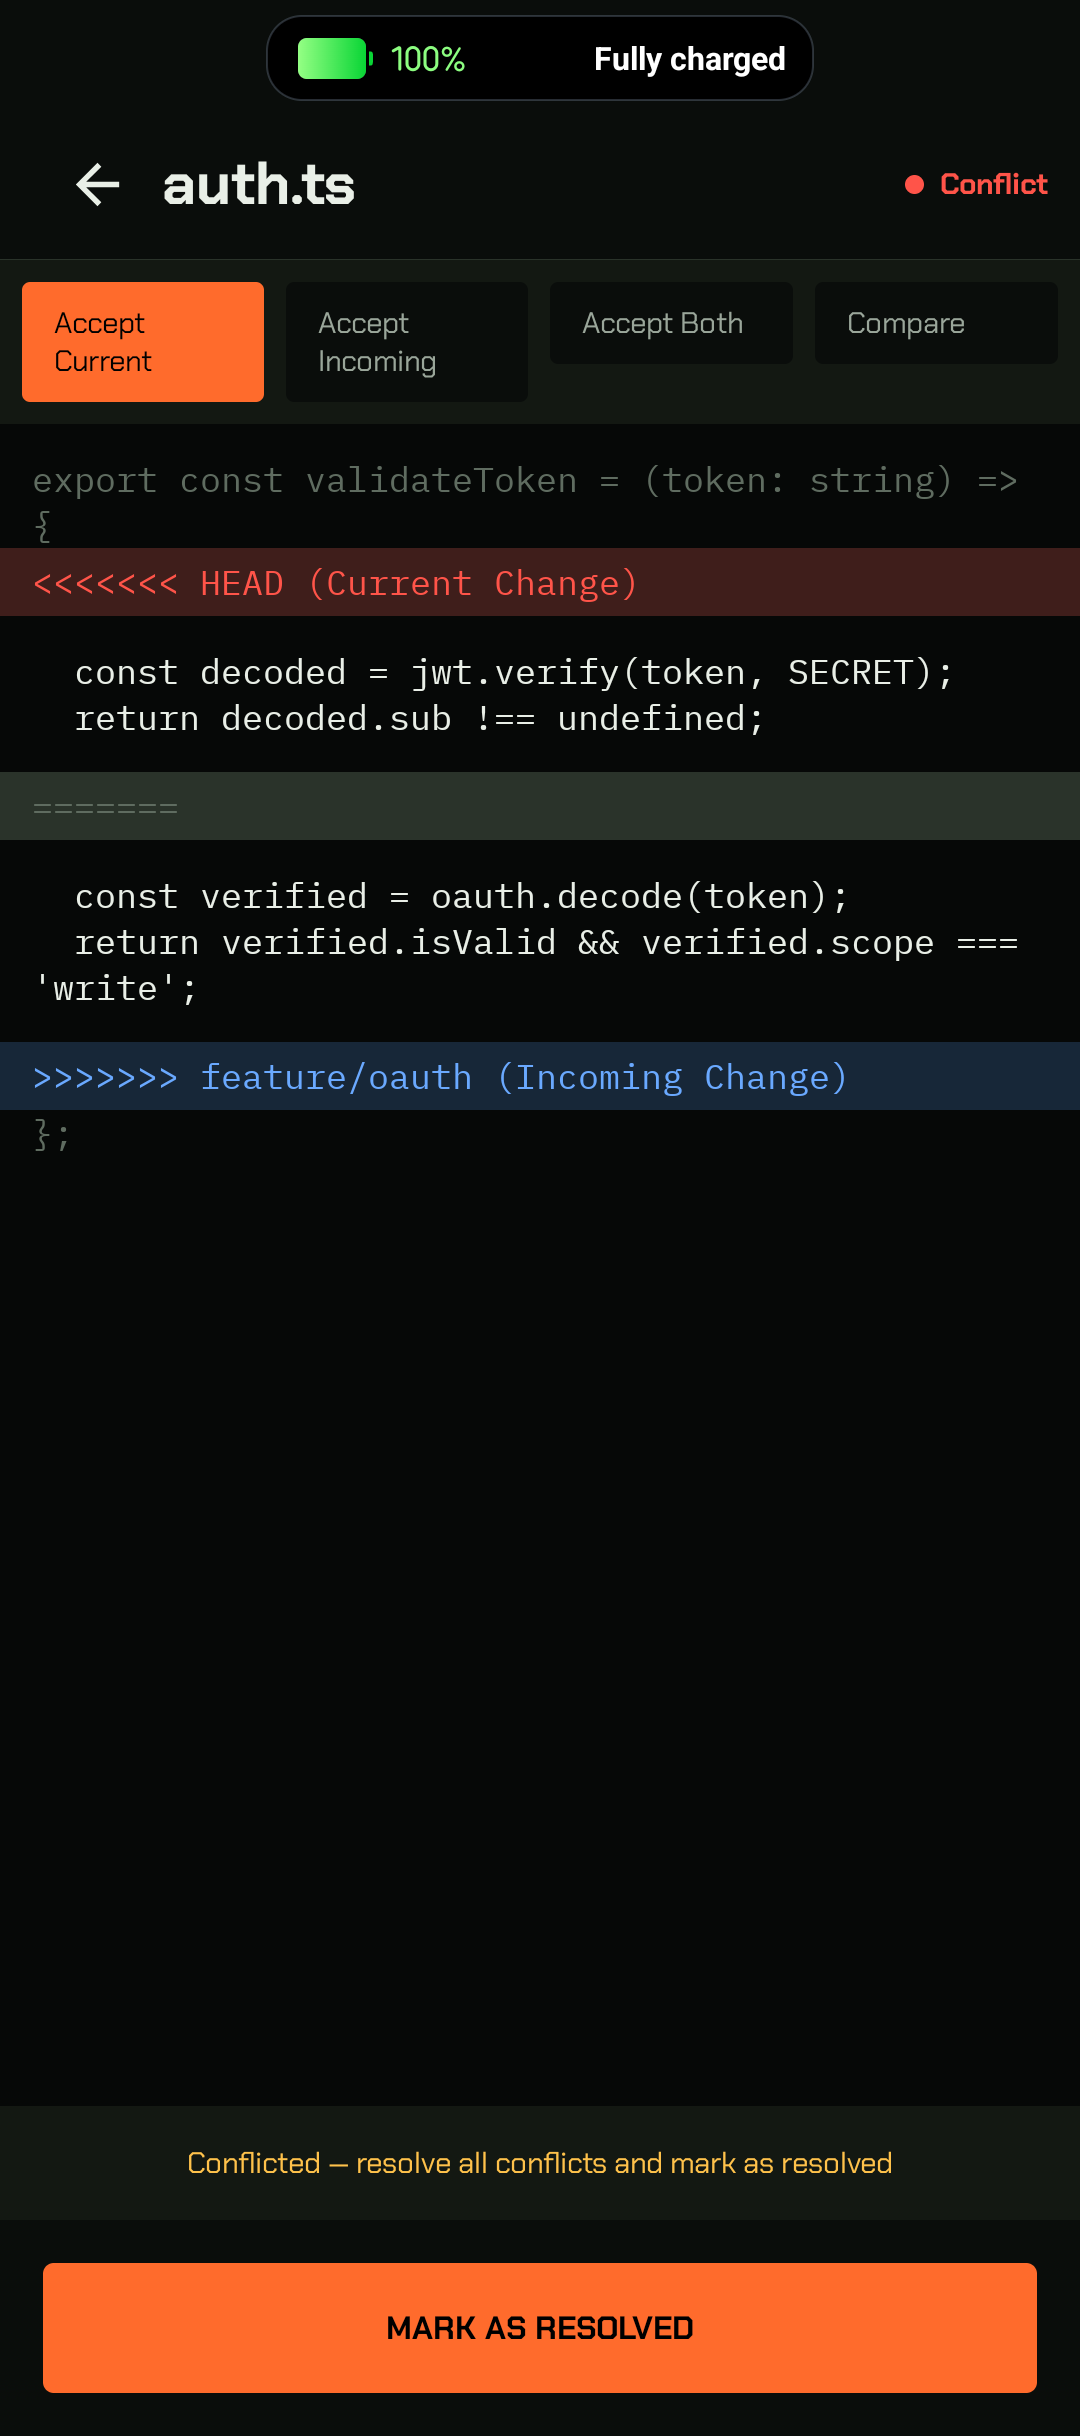 100% Fully charged
auth.ts
Conflict
Accept
Current
Accept
Incoming
Accept Both
Compare
export const validateToken = (token: string) =>
{
<<<<<<< HEAD (Current Change)
  const decoded = jwt.verify(token, SECRET);
  return decoded.sub !== undefined;
=======
  const verified = oauth.decode(token);
  return verified.isValid && verified.scope ===
'write';
>>>>>>> feature/oauth (Incoming Change)
};
Conflicted — resolve all conflicts and mark as resolved
MARK AS RESOLVED